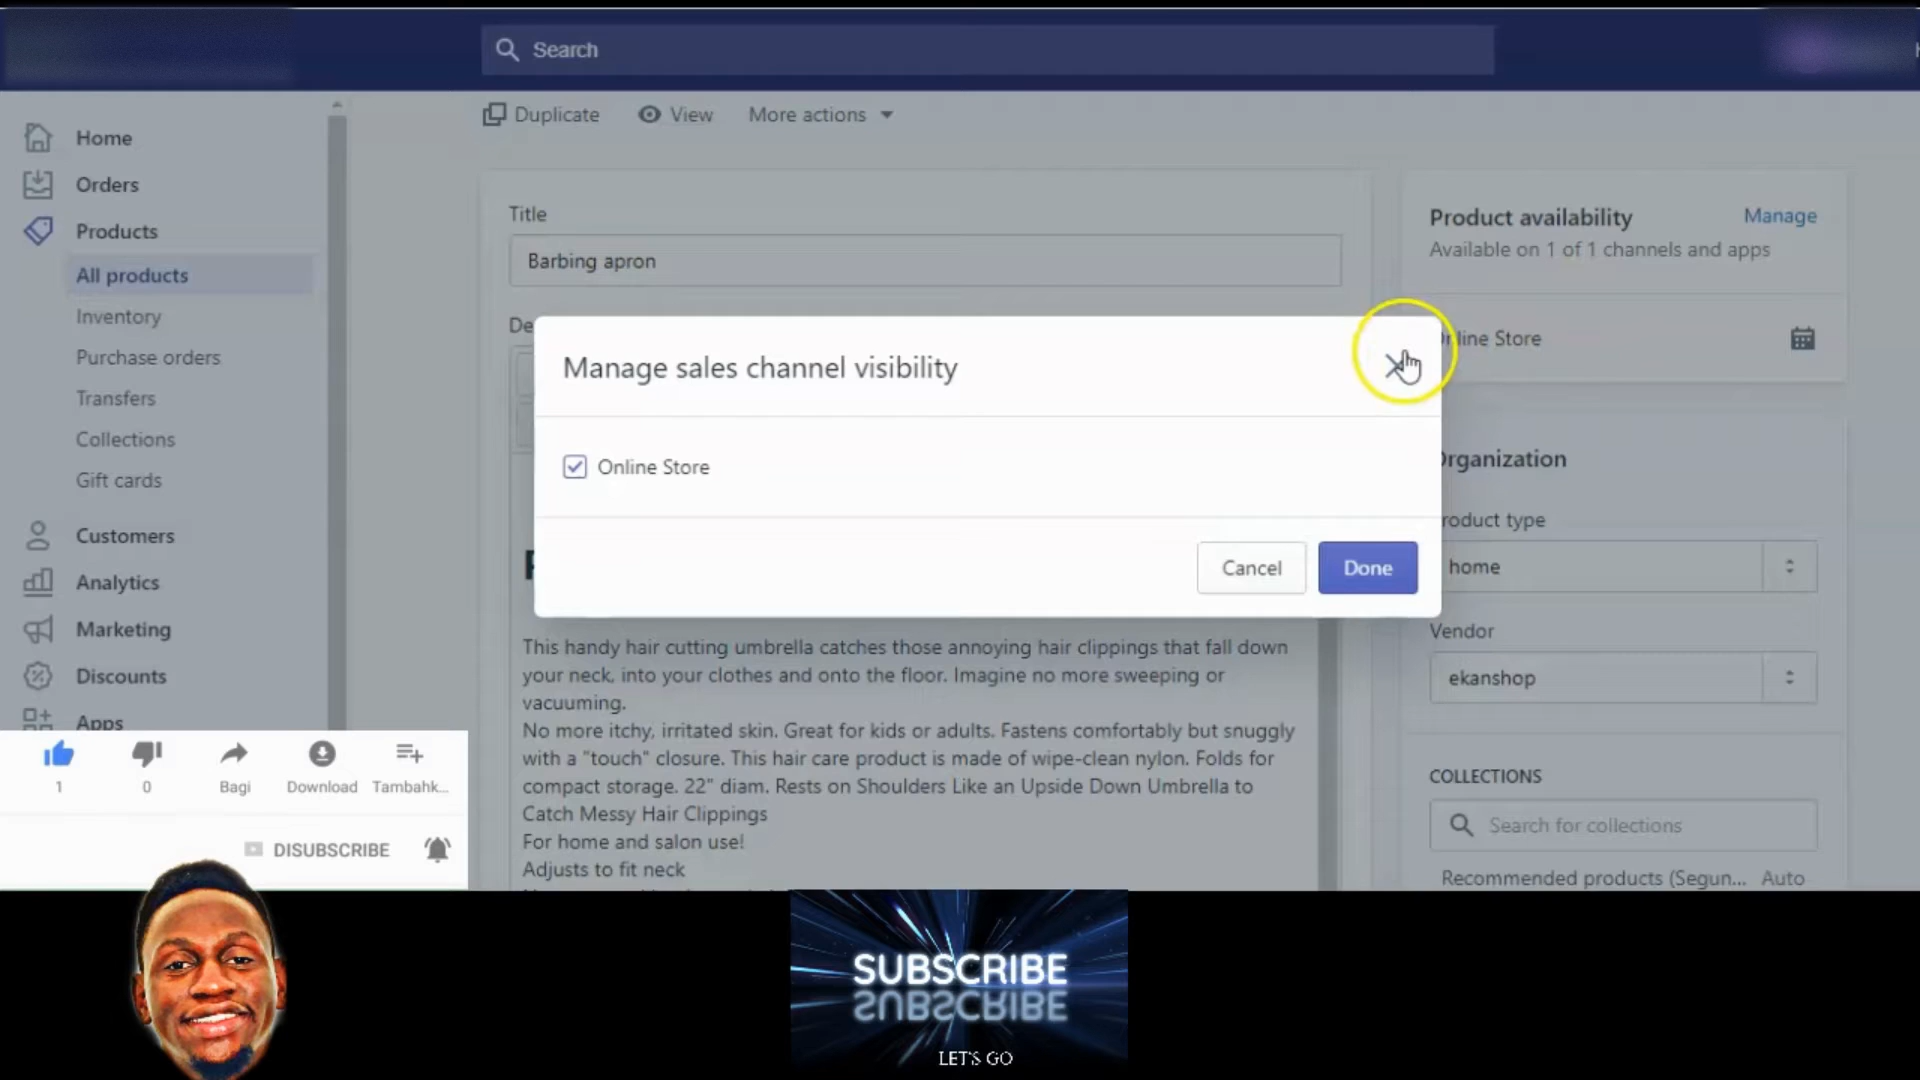 Search
Duplicate
View
More actions
Home
Orders
Products
All products
Inventory
Purchase orders
Transfers
Collections
Gift cards
Customers
Analytics
Marketing
Discounts
Apps
Title
Barbing apron
De
Manage sales channel visibility
Online Store
Cancel
Done
This handy hair cutting umbrella catches those annoying hair clippings that fall down
your neck, into your clothes and onto the floor. Imagine no more sweeping or
vacuuming.
No more itchy, irritated skin. Great for kids or adults. Fastens comfortably but snuggly
with a "touch" closure. This hair care product is made of wipe-clean nylon. Folds for
compact storage. 22" diam. Rests on Shoulders Like an Upside Down Umbrella to
Catch Messy Hair Clippings
For home and salon use!
Adjusts to fit neck
Product availability
Manage
Available on 1 of 1 channels and apps
nline Store
Organization
roduct type
home
Vendor
ekanshop
COLLECTIONS
Search for collections
Recommended products (Segun... Auto
1
0
Bagi
Download
Tambahk...
DISUBSCRIBE
SUBSCRIBE
LET'S GO